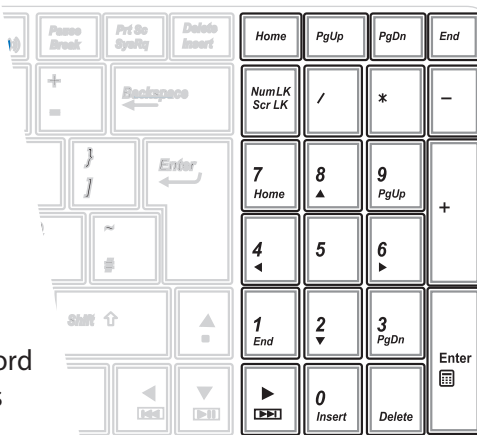 Pause Prt Sc Delete
Break SysRq Insert
Home PgUp PgDn End
+
-
Backspace
NumLK
Scr LK
/ * -
}
]
Enter
7 8 9
Home PgUp
+
~
#
4 5 6
Shift
1 2 3
End PgDn
Enter
ord
s
0
Insert Delete